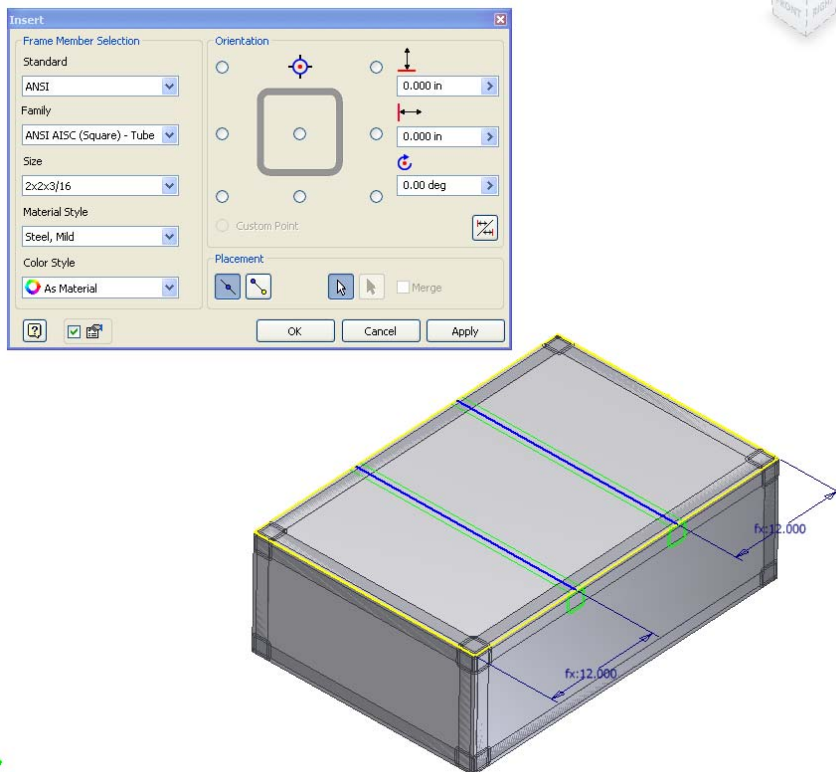 Insert
Frame Member Selection
Standard
ANSI
Family
ANSI AISC (Square) - Tube
Size
2x2x3/16
Material Style
Steel, Mild
Color Style
As Material
Orientation
0.000 in
0.000 in
0.00 deg
Custom Point
Placement
Merge
OK Cancel Apply
FRONT RIGHT
fx:12.000
fx:12.000